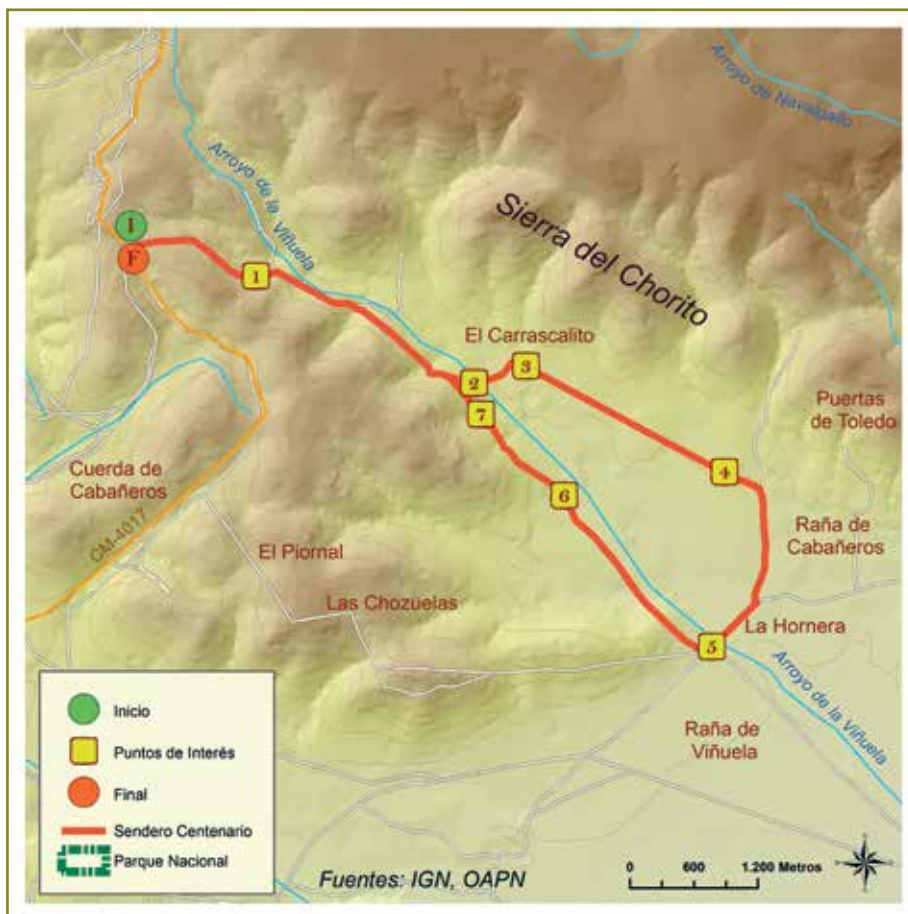 Arroyo de Navalgallo
Arroyo de la
Viñuela
Sierra del Chorito
I
F
1
El Carrascalito
2
3
7
Puertas
de Toledo
4
Cuerda de
Cabañeros
CM-4017
6
Raña de
Cabañeros
El Piornal
Las Chozuelas
La Hornera
5
Arroyo de la Viñuela
Raña de
Viñuela
Inicio
Puntos de Interés
Final
Sendero Centenario
Parque Nacional
Fuentes: IGN, OAPN
0 600 1.200 Metros